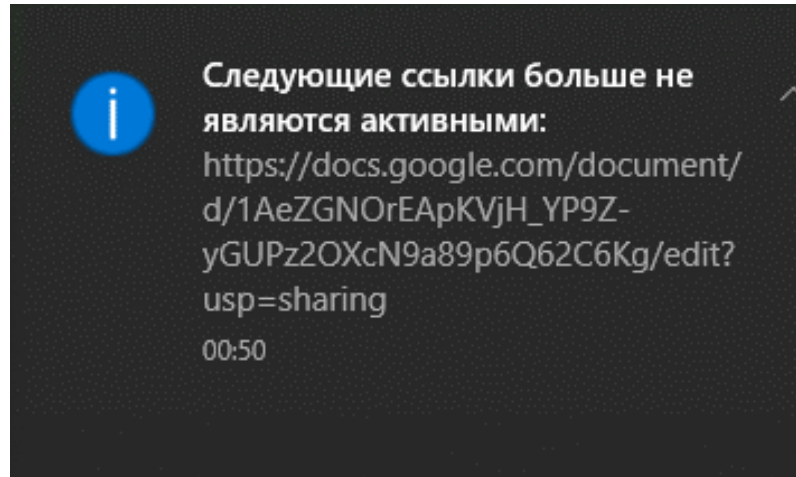 Следующие ссылки больше не
являются активными:
https://docs.google.com/document/
d/1AeZGNOrEApKVjH_YP9Z-
yGUPz2OXcN9a89p6Q62C6Kg/edit?
usp=sharing
00:50